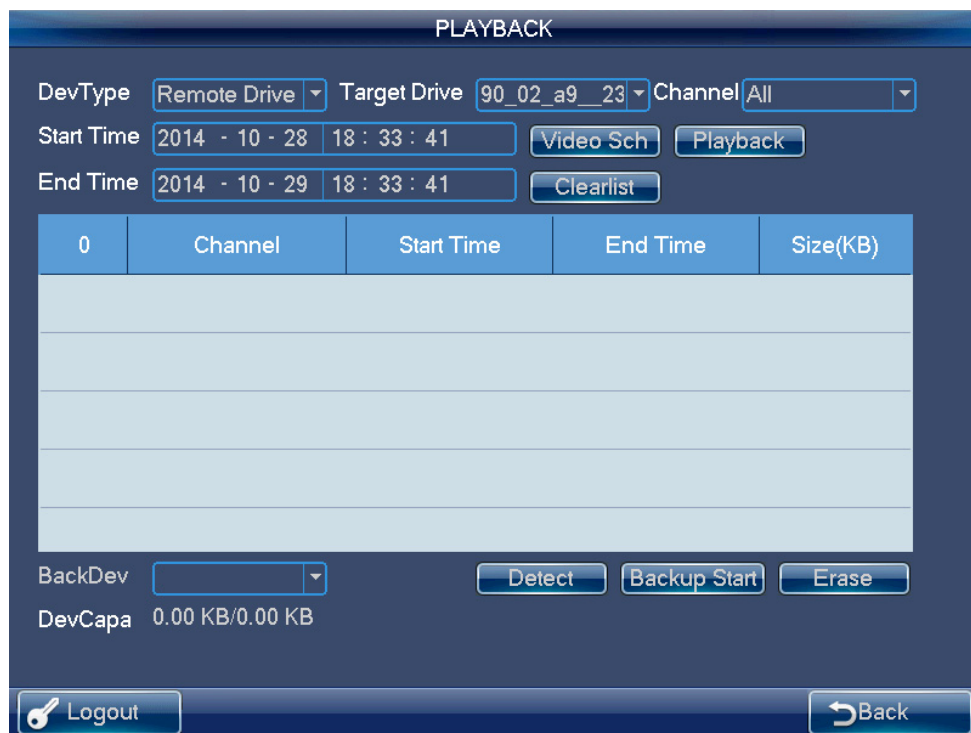 PLAYBACK
DevType Remote Drive Target Drive 90_02_a9__23 Channel All
Start Time 2014 - 10 - 28 18 : 33 : 41 Video Sch Playback
End Time 2014 - 10 - 29 18 : 33 : 41 Clearlist
0 Channel Start Time End Time Size(KB)
BackDev Detect Backup Start Erase
DevCapa 0.00 KB/0.00 KB
Logout Back